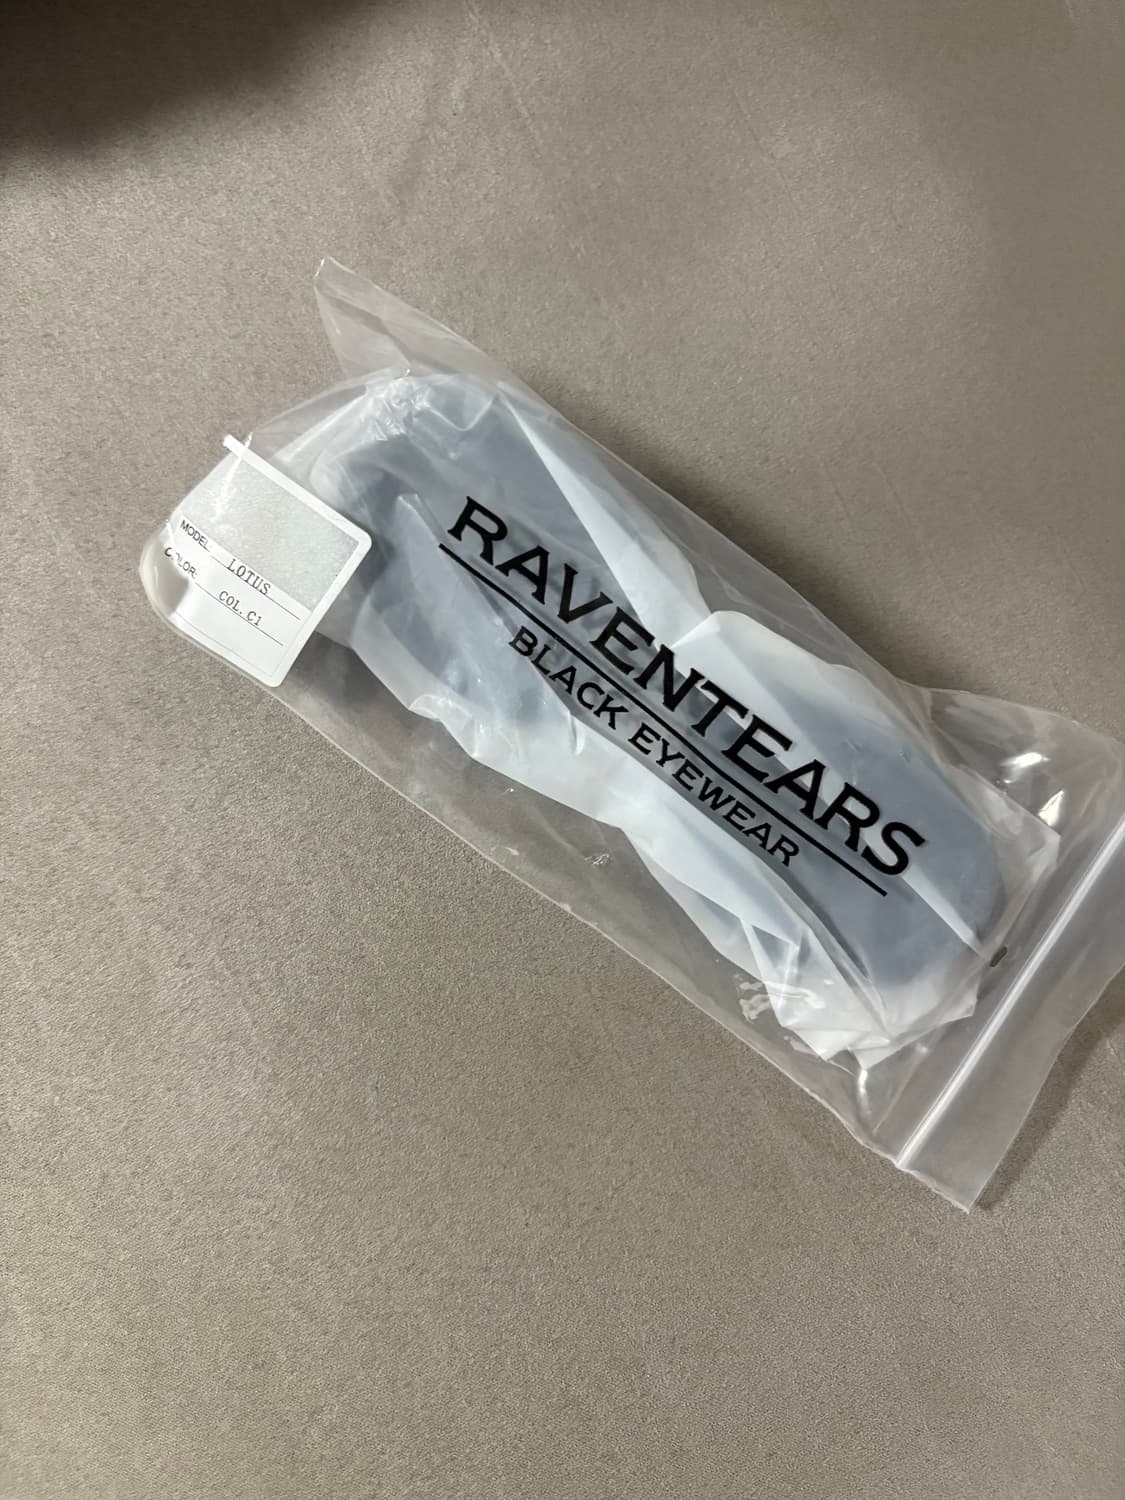 RAVENTEARS
BLACK EYEWEAR
MODEL: LOTUS
COLOR: COL. C1